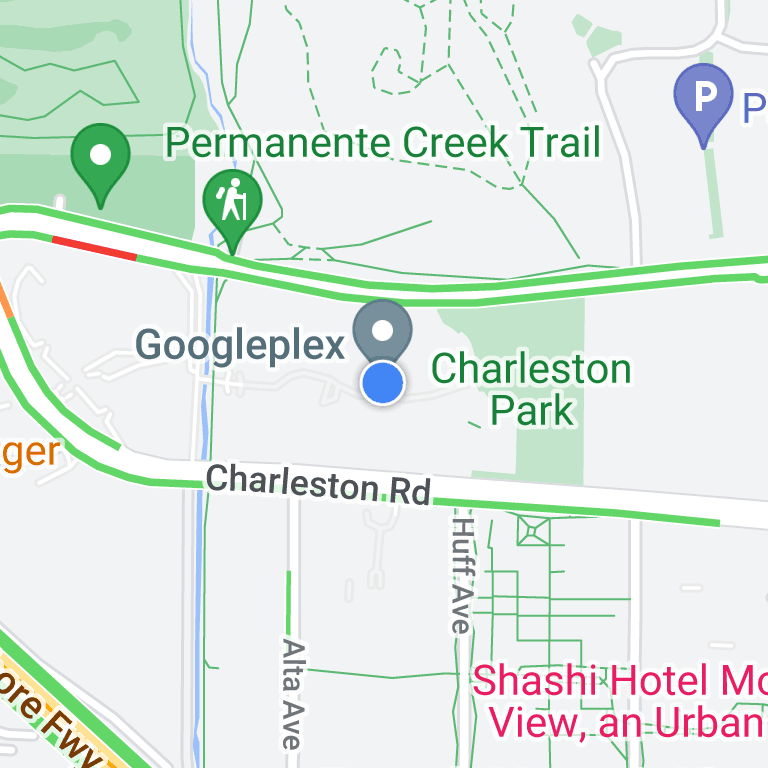 Permanente Creek Trail
P
P
Googleplex
Charleston
Park
ger
Charleston Rd
Huff Ave
Alta Ave
ore Fwy
Shashi Hotel Mo
View, an Urban